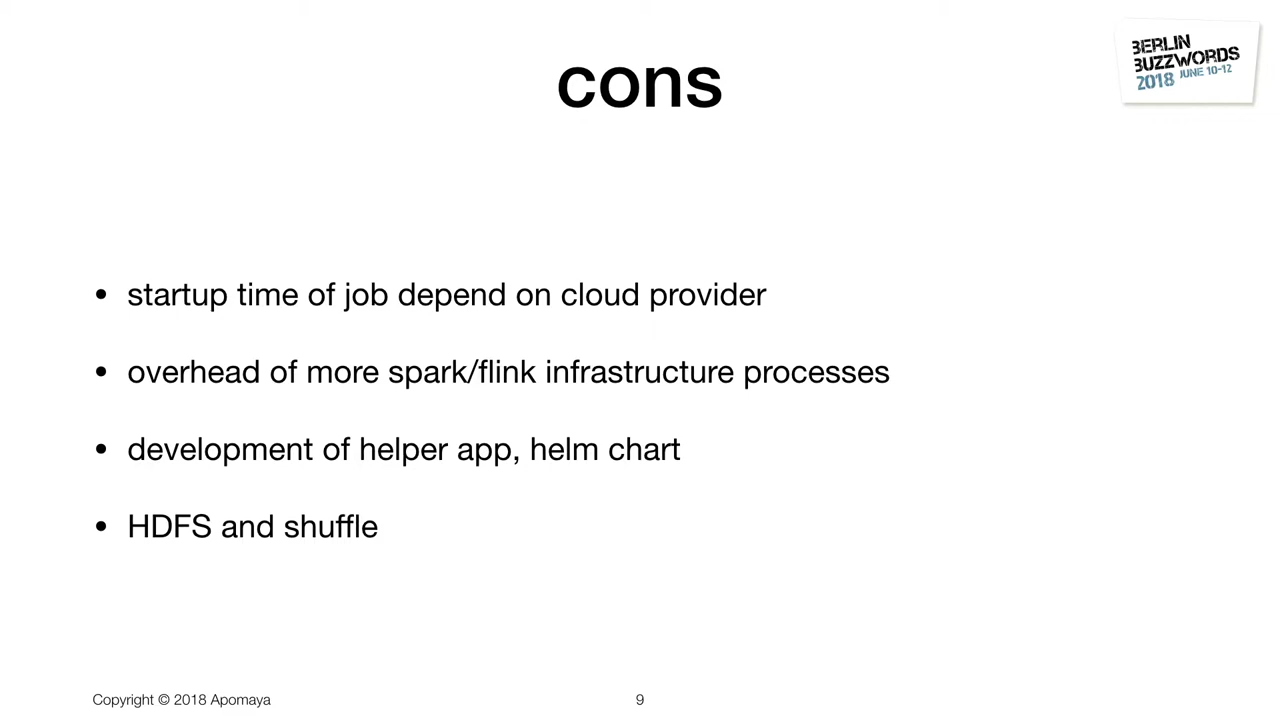 BERLIN
BUZZWORDS
2018 JUNE 10-12
cons
• startup time of job depend on cloud provider
• overhead of more spark/flink infrastructure processes
• development of helper app, helm chart
• HDFS and shuffle
Copyright © 2018 Apomaya
9